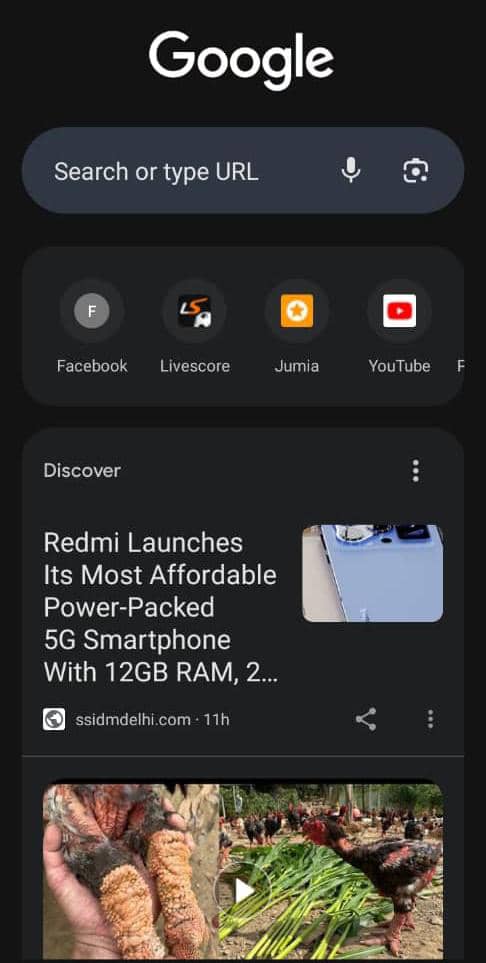 Google
Search or type URL
F
LS
Facebook
Livescore
Jumia
YouTube
F
Discover
Redmi Launches
Its Most Affordable
Power-Packed
5G Smartphone
With 12GB RAM, 2...
ssidmdelhi.com · 11h